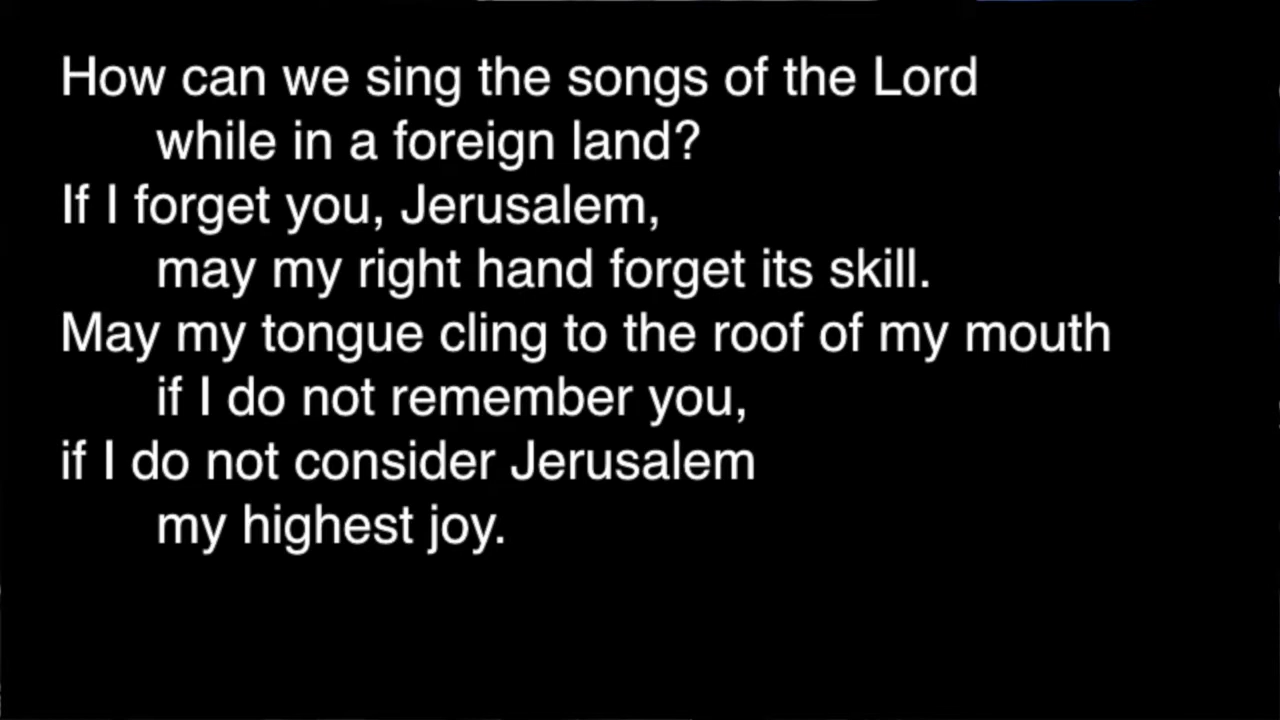 How can we sing the songs of the Lord
while in a foreign land?
If I forget you, Jerusalem,
may my right hand forget its skill.
May my tongue cling to the roof of my mouth
if I do not remember you,
if I do not consider Jerusalem
my highest joy.